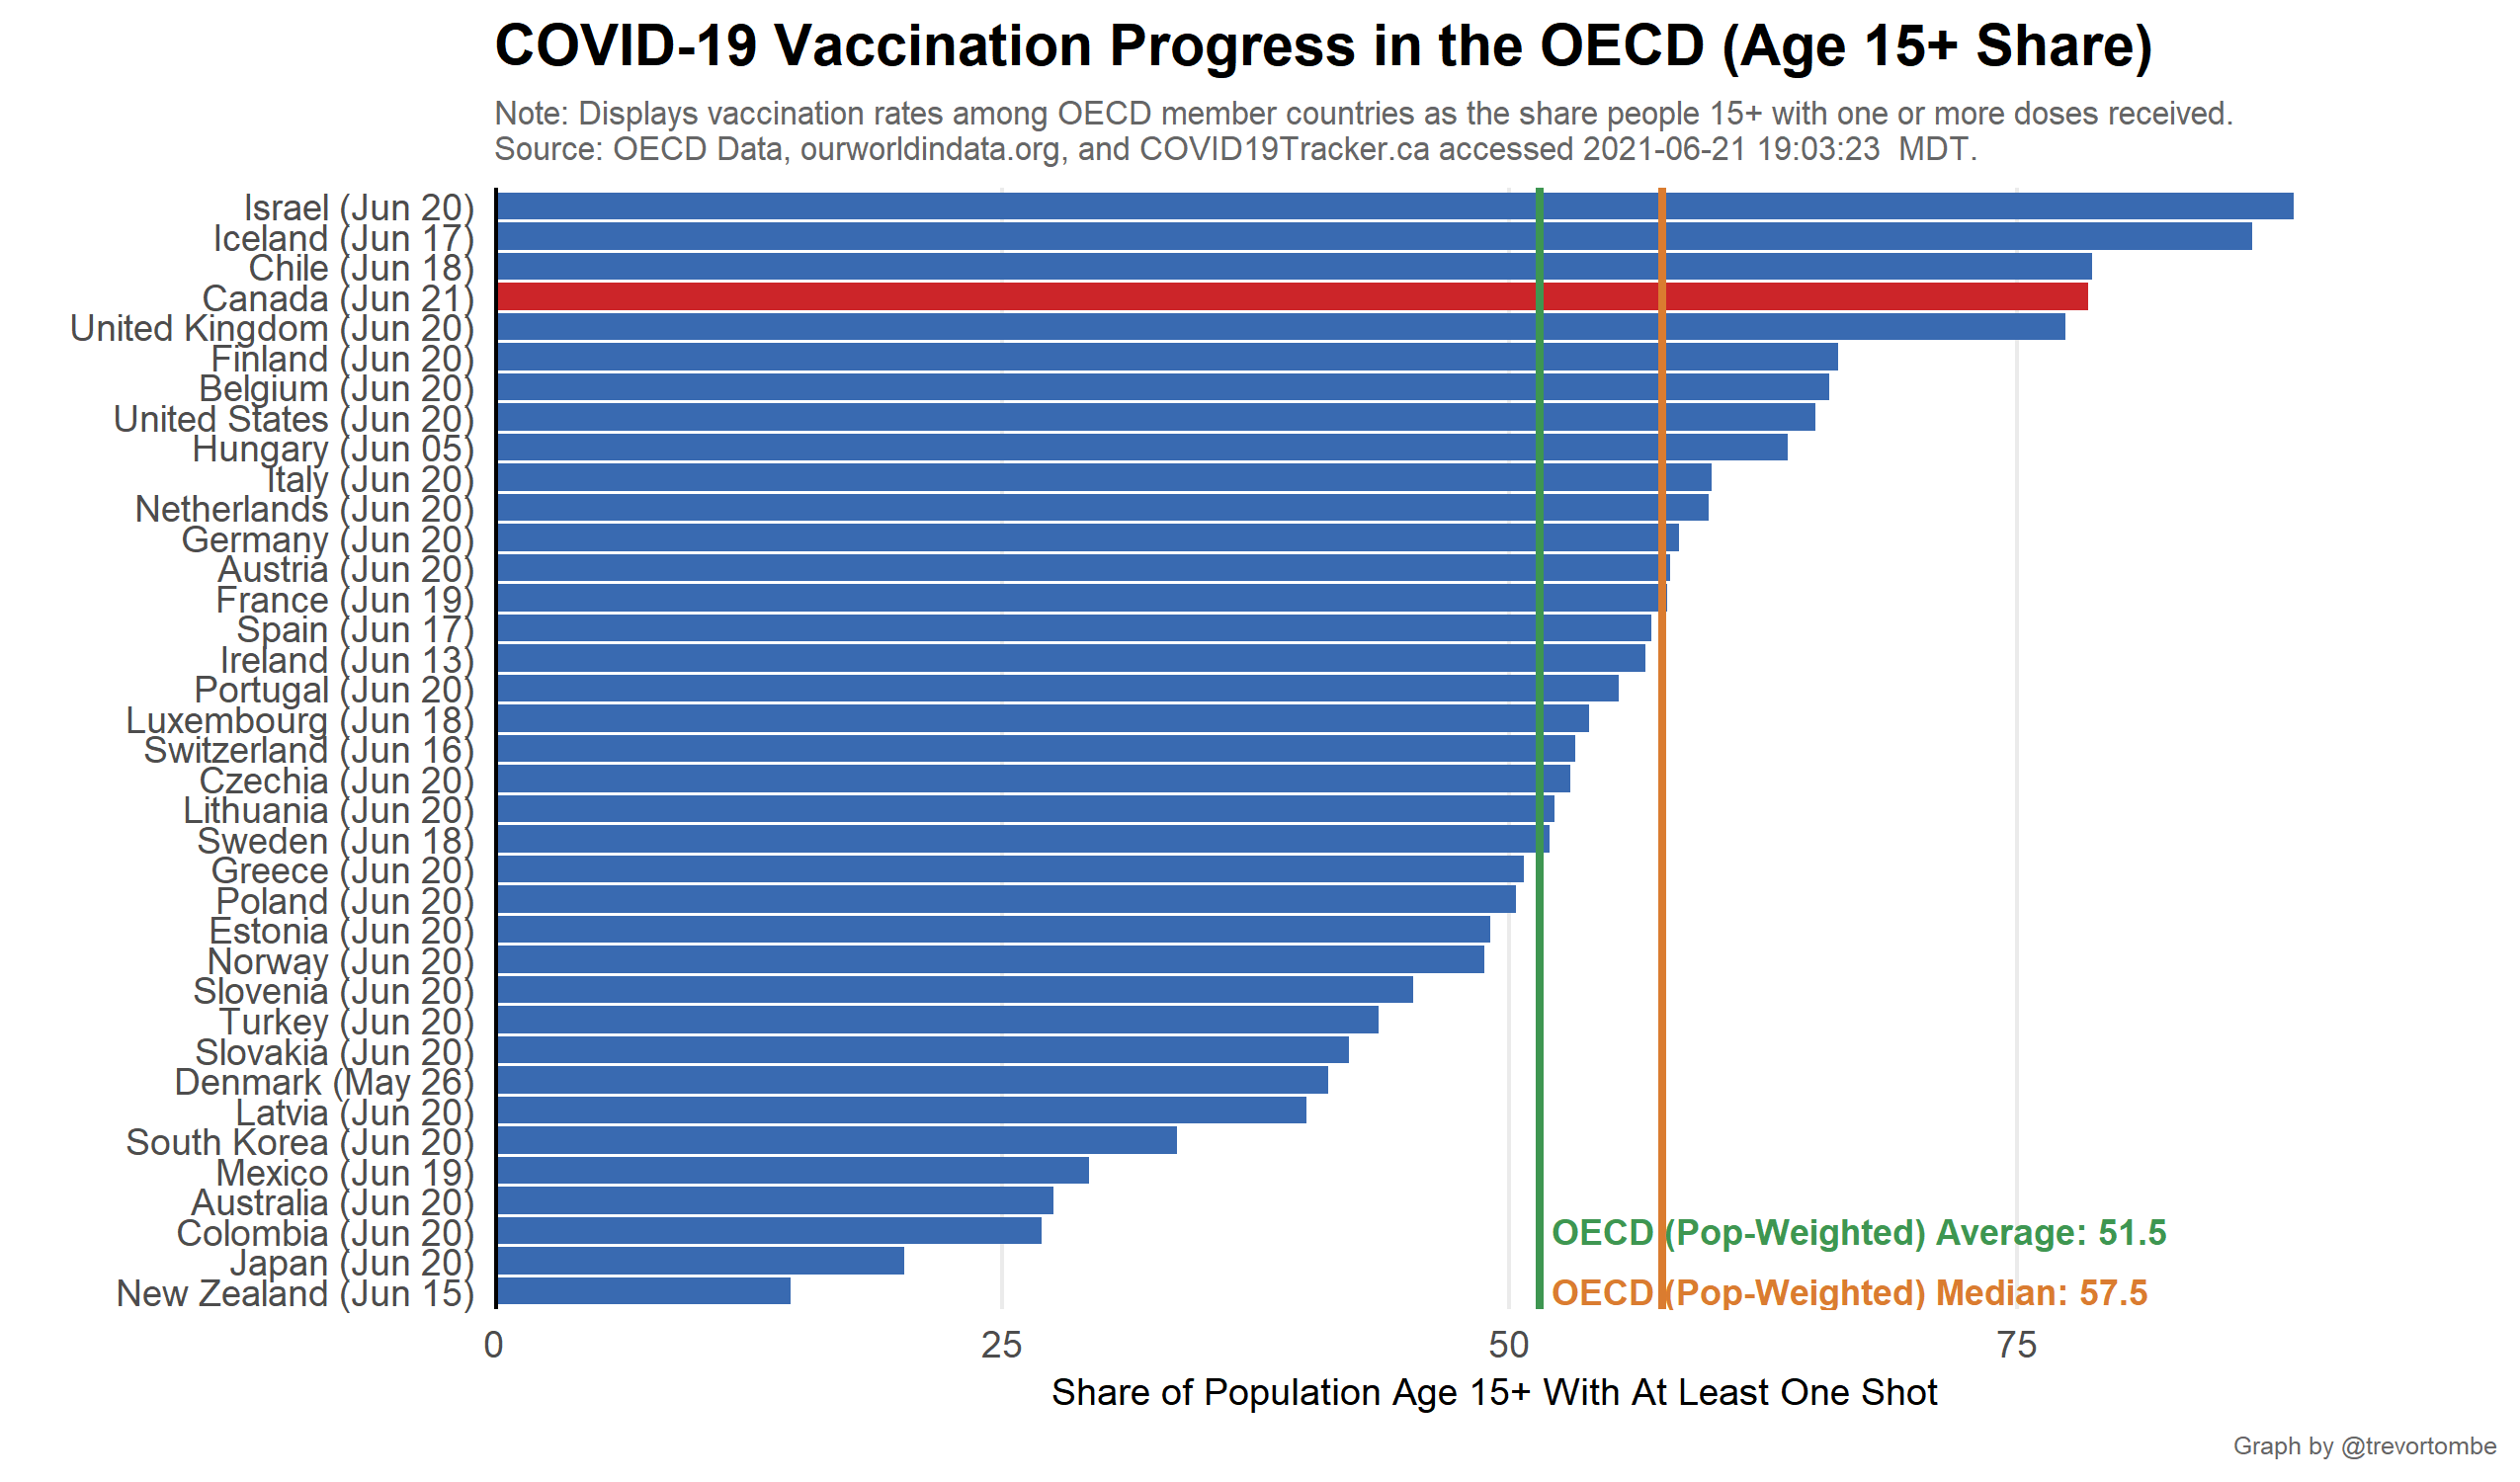 COVID-19 Vaccination Progress in the OECD (Age 15+ Share)
Note: Displays vaccination rates among OECD member countries as the share people 15+ with one or more doses received.
Source: OECD Data, ourworldindata.org, and COVID19Tracker.ca accessed 2021-06-21 19:03:23  MDT.
Israel (Jun 20)
Iceland (Jun 17)
Chile (Jun 18)
Canada (Jun 21)
United Kingdom (Jun 20)
Finland (Jun 20)
Belgium (Jun 20)
United States (Jun 20)
Hungary (Jun 05)
Italy (Jun 20)
Netherlands (Jun 20)
Germany (Jun 20)
Austria (Jun 20)
France (Jun 19)
Spain (Jun 17)
Ireland (Jun 13)
Portugal (Jun 20)
Luxembourg (Jun 18)
Switzerland (Jun 16)
Czechia (Jun 20)
Lithuania (Jun 20)
Sweden (Jun 18)
Greece (Jun 20)
Poland (Jun 20)
Estonia (Jun 20)
Norway (Jun 20)
Slovenia (Jun 20)
Turkey (Jun 20)
Slovakia (Jun 20)
Denmark (May 26)
Latvia (Jun 20)
South Korea (Jun 20)
Mexico (Jun 19)
Australia (Jun 20)
Colombia (Jun 20)
OECD (Pop-Weighted) Average: 51.5
Japan (Jun 20)
New Zealand (Jun 15)
OECD (Pop-Weighted) Median: 57.5
0 25 50 75
Share of Population Age 15+ With At Least One Shot
Graph by @trevortombe